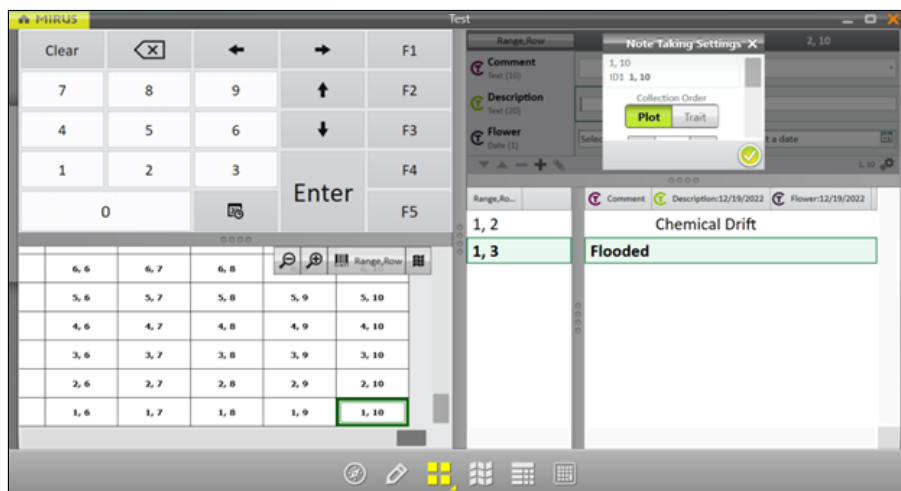 MIRUS
Test
Clear
F1
7
8
9
F2
4
5
6
F3
1
2
3
Enter
F4
0
F5
Range,Row
6, 6
6, 7
6, 8
5, 6
5, 7
5, 8
5, 9
5, 10
4, 6
4, 7
4, 8
4, 9
4, 10
3, 6
3, 7
3, 8
3, 9
3, 10
2, 6
2, 7
2, 8
2, 9
2, 10
1, 6
1, 7
1, 8
1, 9
1, 10
Range,Row
2, 10
Comment
Text (10)
Description
Text (20)
Flower
Date (1)
Selec
t a date
1, 10
Note Taking Settings X
1, 10
ID1 1, 10
Collection Order
Plot
Trait
Range,Ro...
Comment
Description:12/19/2022
Flower:12/19/2022
1, 2
Chemical Drift
1, 3
Flooded